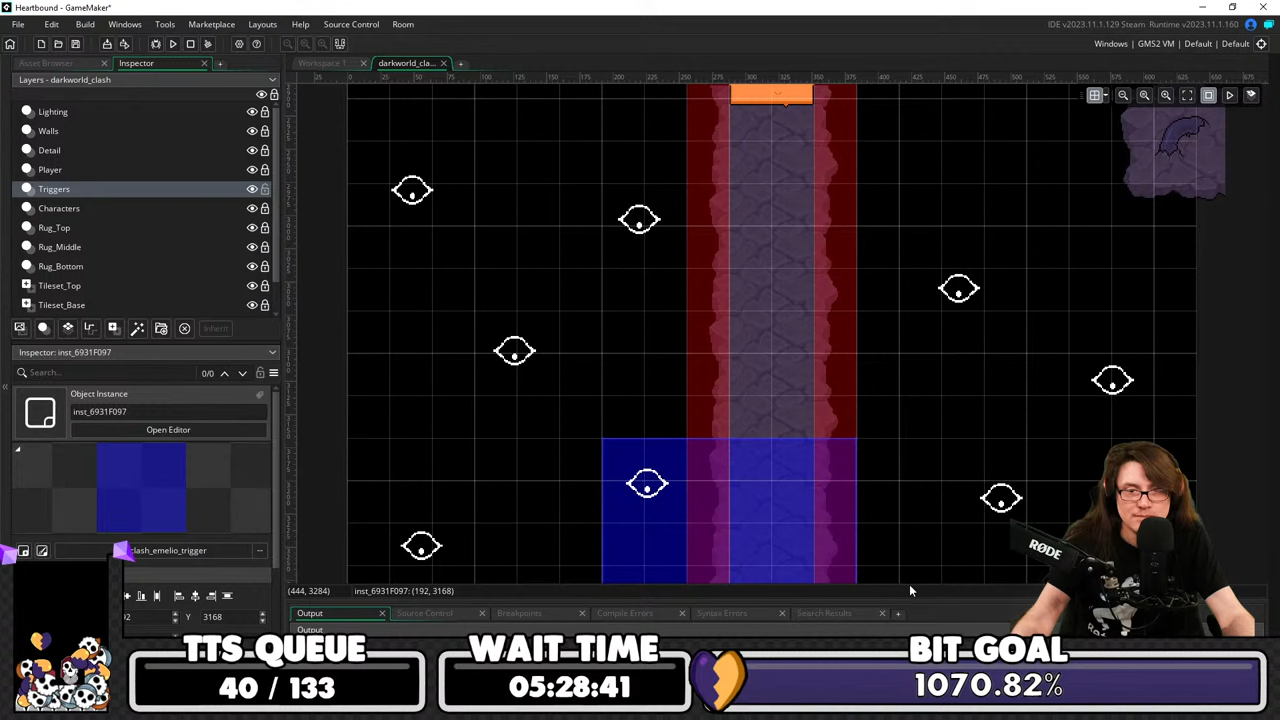 Heartbound - GameMaker*
File Edit Build Windows Tools Marketplace Layouts Source Control Room Help
IDE v2023.11.1.129 Steam Runtime v2023.11.1.160
Windows | GMS2 VM | Default | Default
Asset Browser Inspector
Workspace 1 darkworld_cla...
Layers - darkworld_clash
Lighting
Walls
Detail
Player
Triggers
Characters
Rug_Top
Rug_Middle
Rug_Bottom
Tileset_Top
Tileset_Base
Inherit
Inspector: inst_6931F097
Search... 0/0
Object Instance
inst_6931F097
Open Editor
clash_emelio_trigger
Y 3168
(444, 3284) inst_6931F097: (192, 3168)
Output Source Control Breakpoints Compile Errors Syntax Errors Search Results
Output
RØDE
TTS QUEUE
40 / 133
WAIT TIME
05:28:41
BIT GOAL
1070.82%